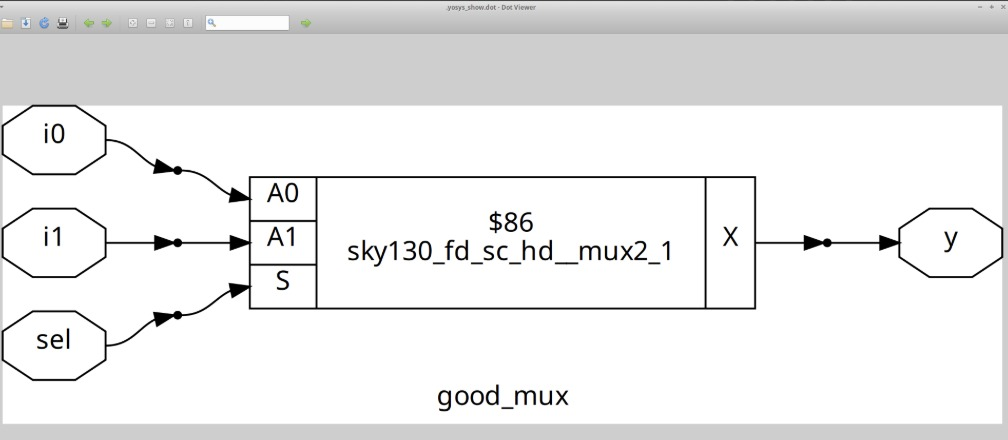 .yosys_show.dot - Dot Viewer
i0
i1
sel
A0
A1
S
$86
sky130_fd_sc_hd__mux2_1
X
y
good_mux